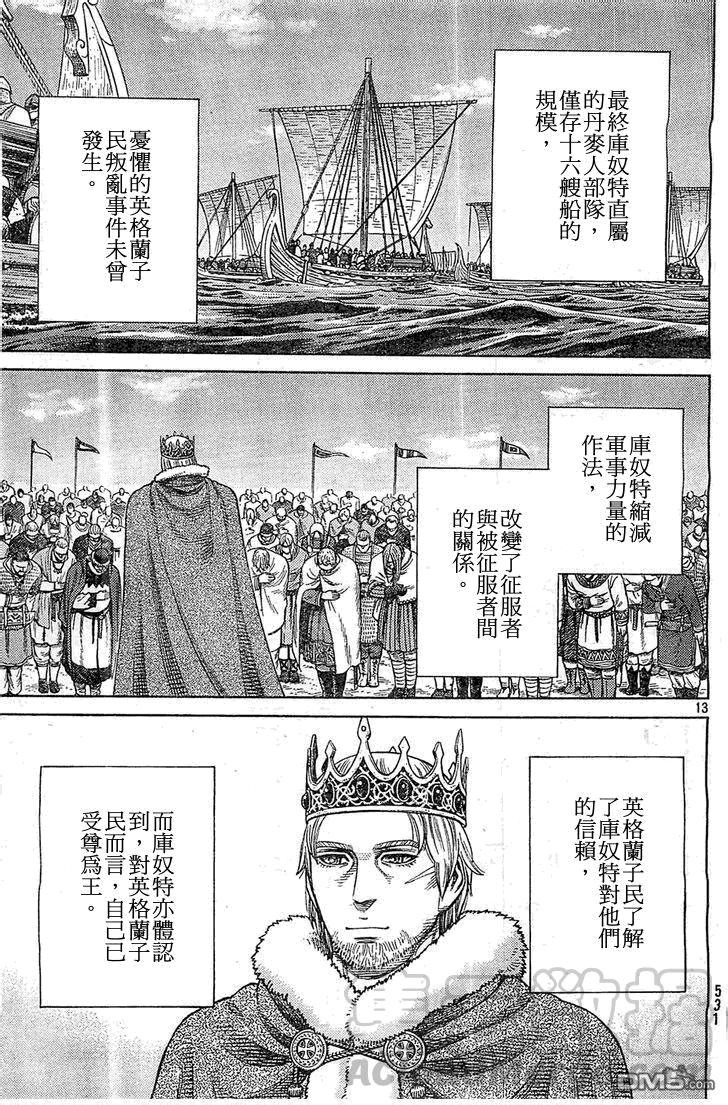 最終庫奴特直屬
的丹麥人部隊，
僅存十六艘船的
規模，
憂懼的英格蘭子
民叛亂事件未曾
發生。
庫奴特縮減
軍事力量的
作法，
改變了征服者
與被征服者間
的關係。
13
英格蘭子民了解
了庫奴特對他們
的信賴，
而庫奴特亦體認
到，對英格蘭子
民而言，自己已
受尊爲王。
531
DM5.com